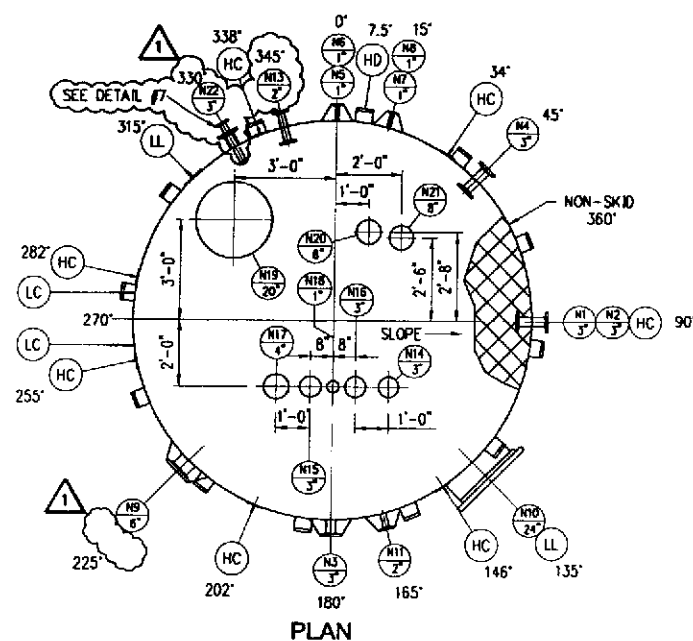 0°
7.5°
15°
338°
345°
330°
315°
34°
45°
1
HC
N13
2"
N22
3"
SEE DETAIL #7
LL
N6
1"
N5
1"
HD
N8
1"
N7
1"
HC
N4
3"
NON-SKID
360°
3'-0"
2'-0"
1'-0"
N21
8"
N20
8"
N19
20"
N18
1"
N16
3"
3'-0"
2'-6"
2'-8"
282°
HC
LC
270°
LC
HC
255°
SLOPE
N1
3"
N2
3"
HC
90°
N17
4"
8"
8"
2'-0"
N14
3"
1'-0"
1'-0"
N15
3"
1
N9
6"
225°
HC
202°
N3
3"
180°
N11
2"
165°
HC
146°
N10
24"
LL
135°
PLAN